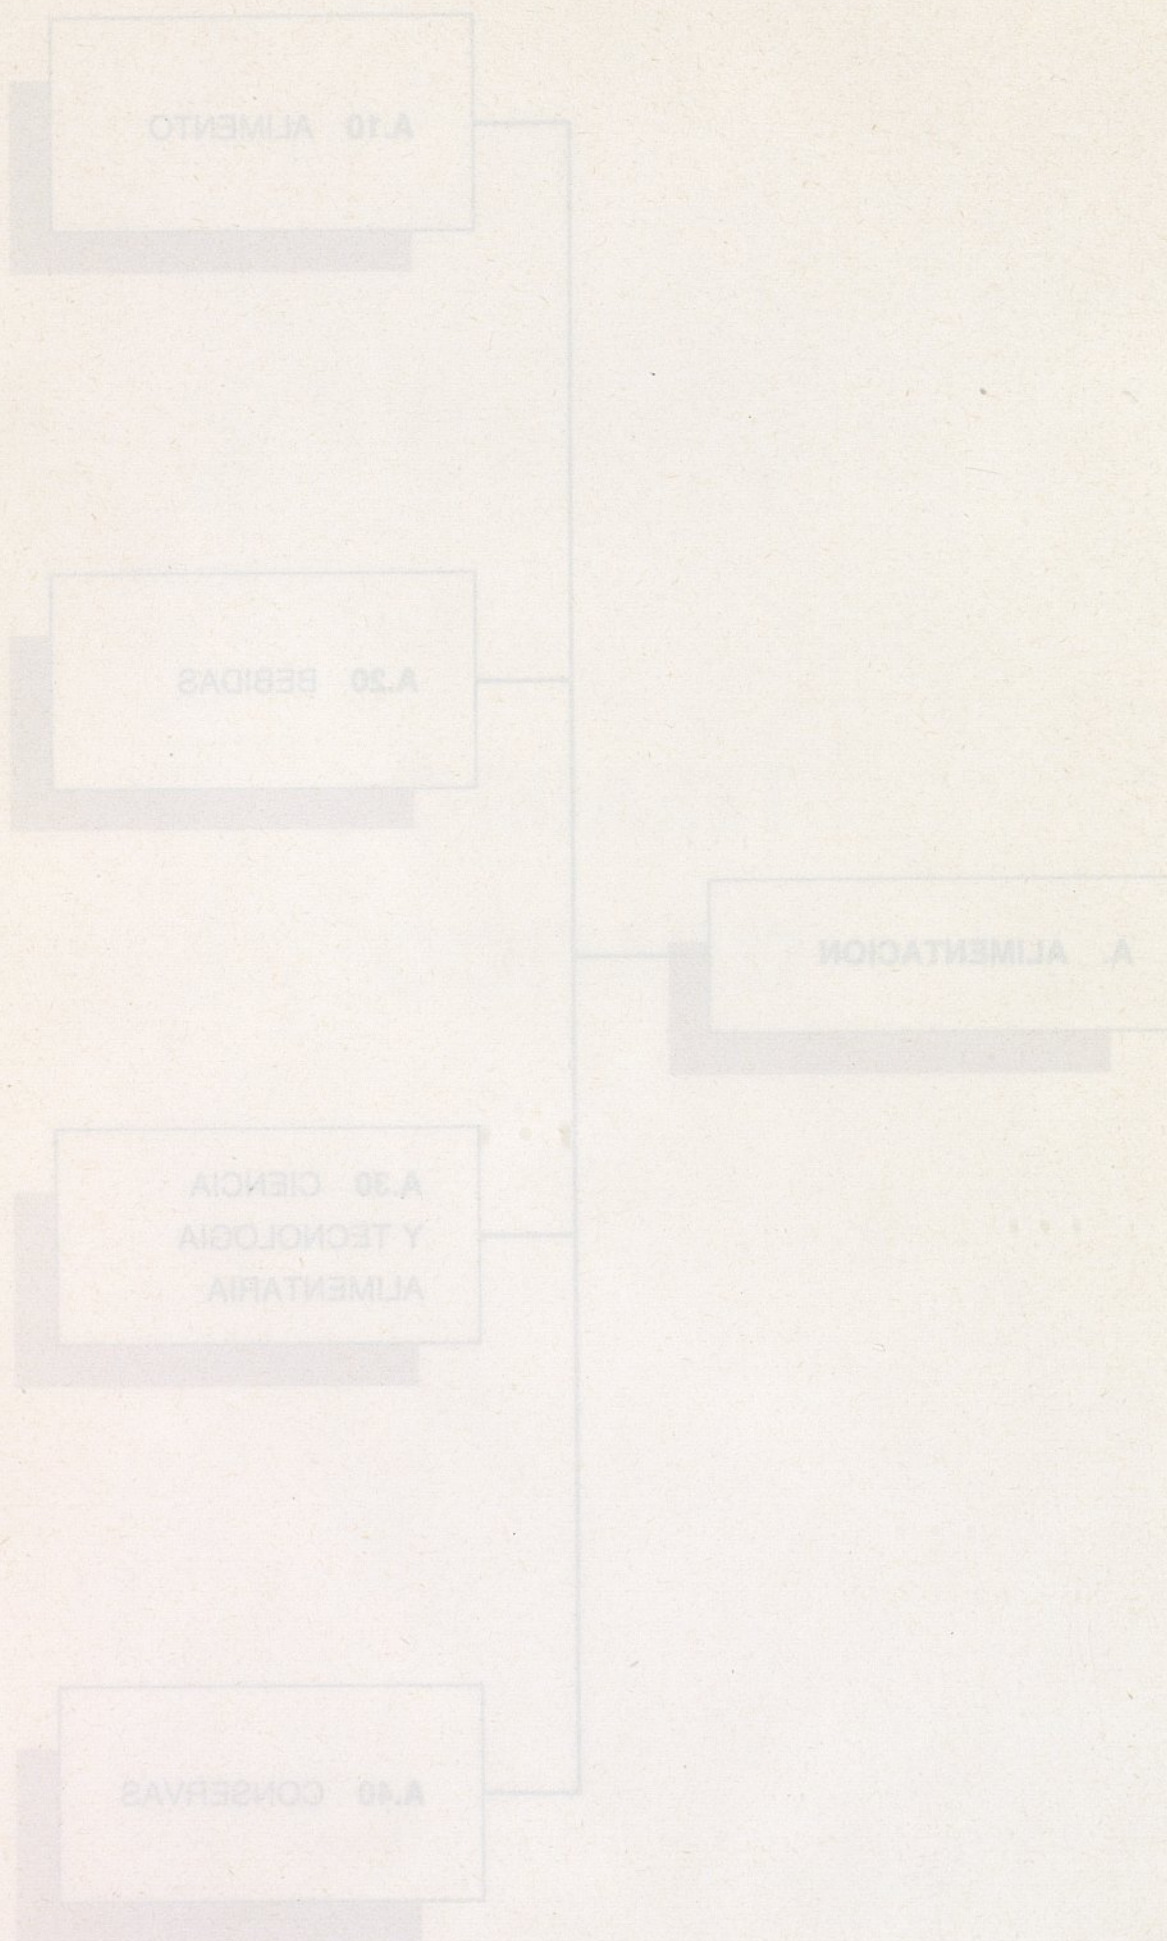 A.10 ALIMENTO
A.20 BEBIDAS
A. ALIMENTACION
A.30 CIENCIA
Y TECNOLOGIA
ALIMENTARIA
A.40 CONSERVAS